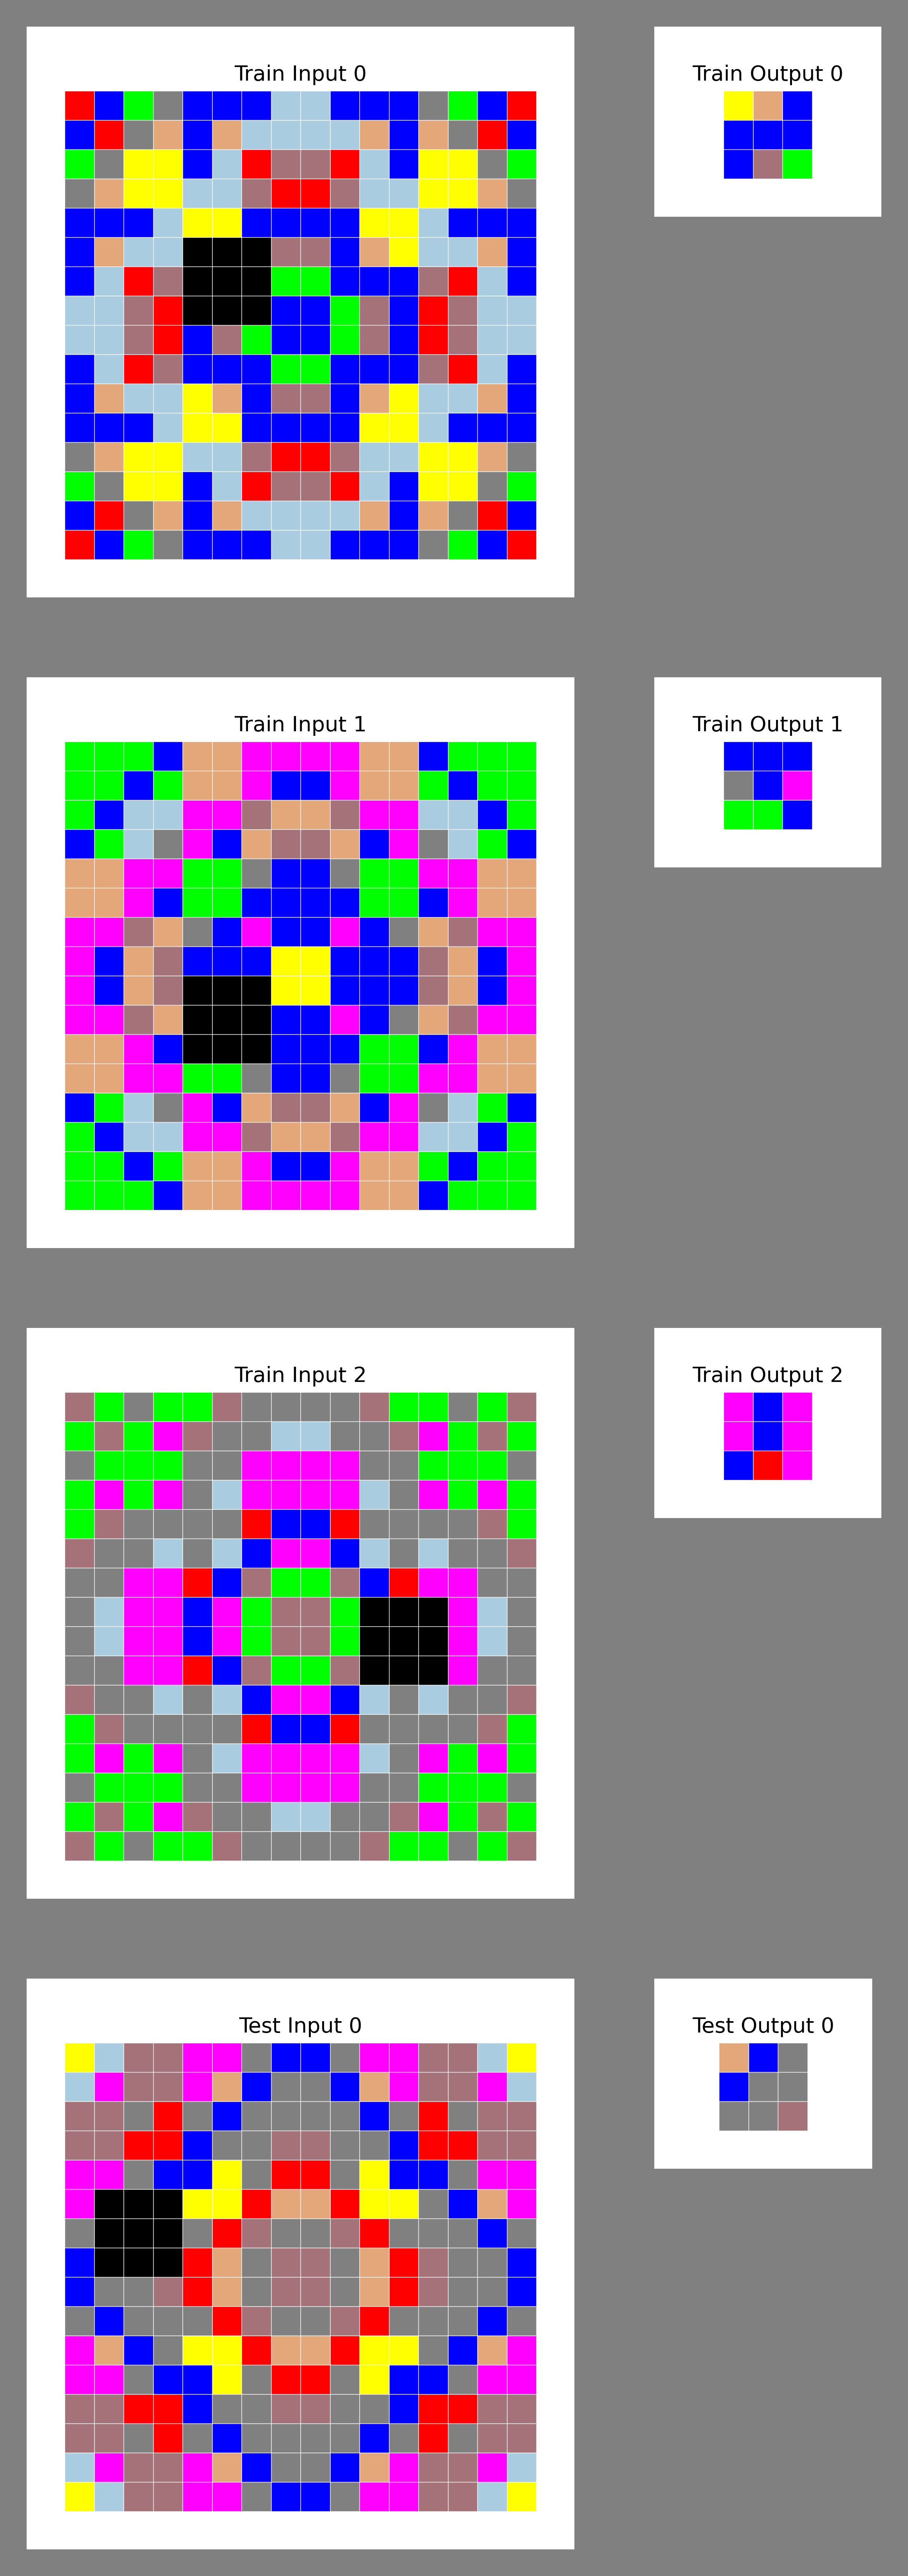 Train Input 0
Train Output 0
Train Input 1
Train Output 1
Train Input 2
Train Output 2
Test Input 0
Test Output 0